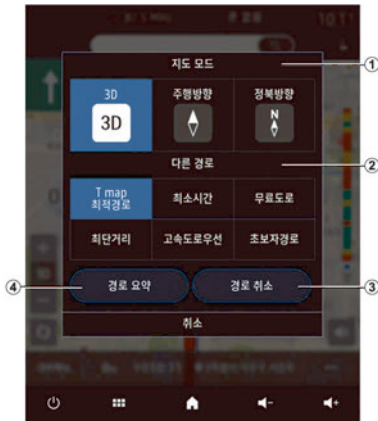 10:1
지도 모드
①
3D
주행방향
정북방향
3D
N
S
다른 경로
②
T map
최적경로
최소시간
무료도로
최단거리
고속도로우선
초보자경로
④
경로 요약
경로 취소
③
취소